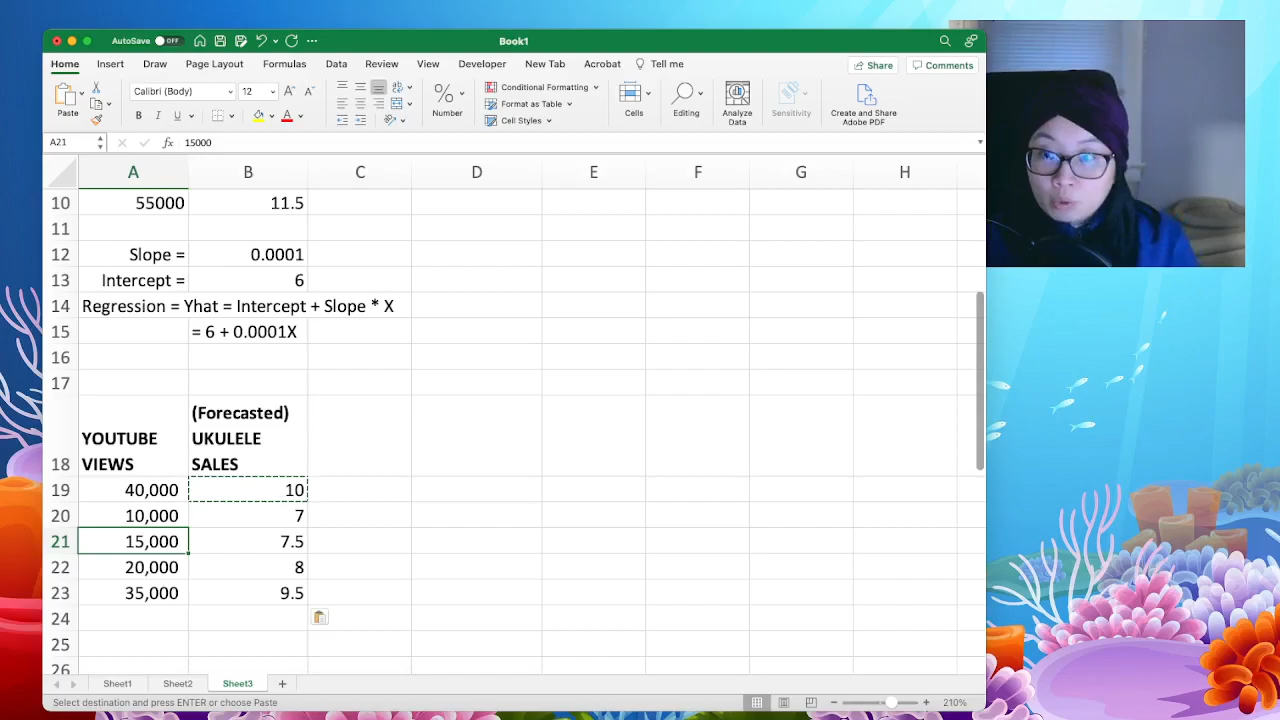 AutoSave OFF
Book1
Home Insert Draw Page Layout Formulas Data Review View Developer New Tab Acrobat Tell me
Share Comments
Paste
Calibri (Body) 12
A^ A˅
B I U A
%
Number
Conditional Formatting
Format as Table
Cell Styles
Cells
Editing
Analyze
Data
Sensitivity
Create and Share
Adobe PDF
A21 fx 15000
A B C D E F G H
10 55000 11.5
11
12 Slope = 0.0001
13 Intercept = 6
14 Regression = Yhat = Intercept + Slope * X
15 = 6 + 0.0001X
16
17
18 YOUTUBE VIEWS (Forecasted) UKULELE SALES
19 40,000 10
20 10,000 7
21 15,000 7.5
22 20,000 8
23 35,000 9.5
24
25
26
Sheet1 Sheet2 Sheet3 +
Select destination and press ENTER or choose Paste
210%